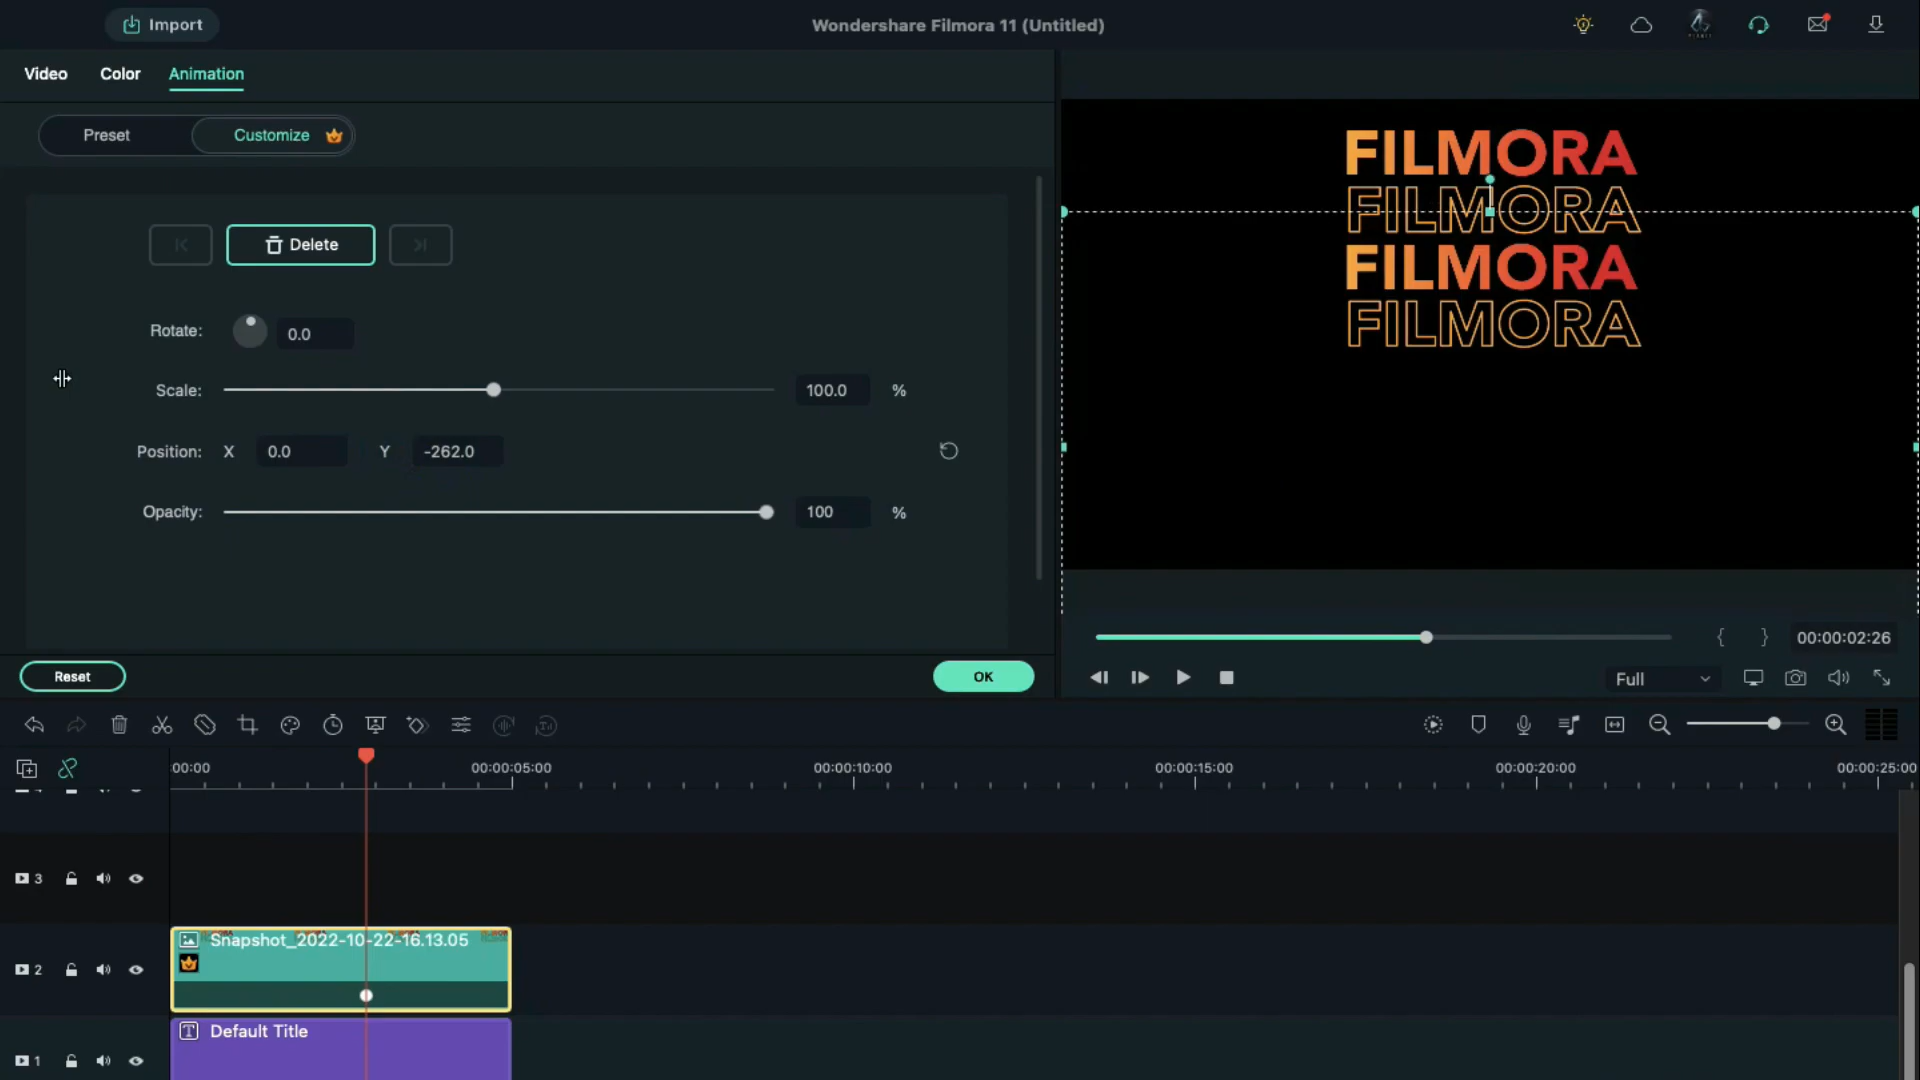 Import
Wondershare Filmora 11 (Untitled)
Video Color Animation
Preset Customize
Delete
Rotate: 0.0
Scale: 100.0 %
Position: X 0.0 Y -262.0
Opacity: 100 %
Reset OK
FILMORA
FILMORA
FILMORA
FILMORA
{ } 00:00:02:26
Full
:00:00 00:00:05:00 00:00:10:00 00:00:15:00 00:00:20:00 00:00:25:00
3
2
Snapshot_2022-10-22-16.13.05
1
T Default Title